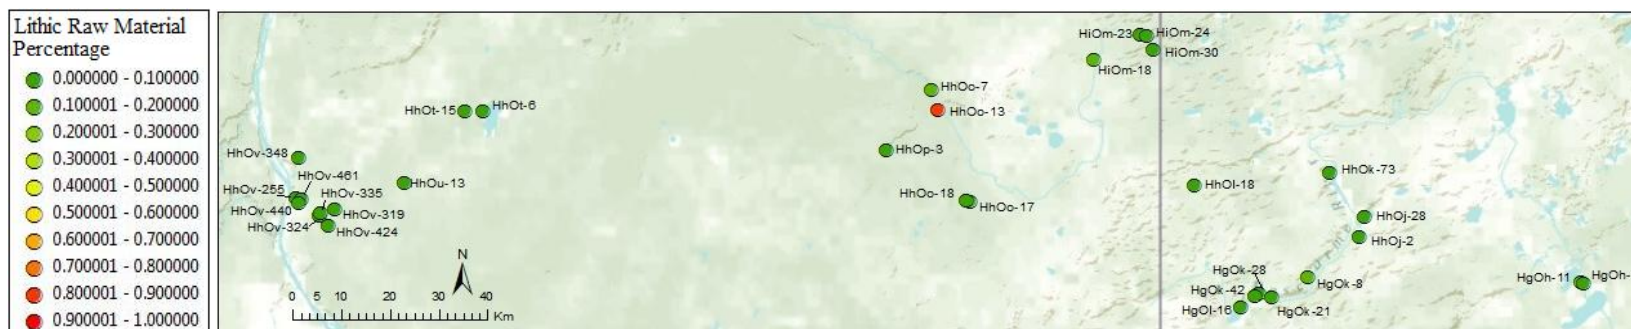 Lithic Raw Material
Percentage
0.000000 - 0.100000
0.100001 - 0.200000
0.200001 - 0.300000
0.300001 - 0.400000
0.400001 - 0.500000
0.500001 - 0.600000
0.600001 - 0.700000
0.700001 - 0.800000
0.800001 - 0.900000
0.900001 - 1.000000
HiOm-23
HiOm-24
HiOm-30
HiOm-18
HhOo-7
HhOo-13
HhOt-15
HhOt-6
HhOp-3
HhOv-348
HhOv-461
HhOv-255
HhOv-335
HhOu-13
HhOv-440
HhOv-319
HhOv-324
HhOv-424
HhOo-18
HhOo-17
HhOl-18
HhOk-73
HhOj-28
HhOj-2
HgOk-28
HgOk-8
HgOk-42
HgOl-16
HgOk-21
HgOh-11
HgOh-
N
0 5 10 20 30 40
Km